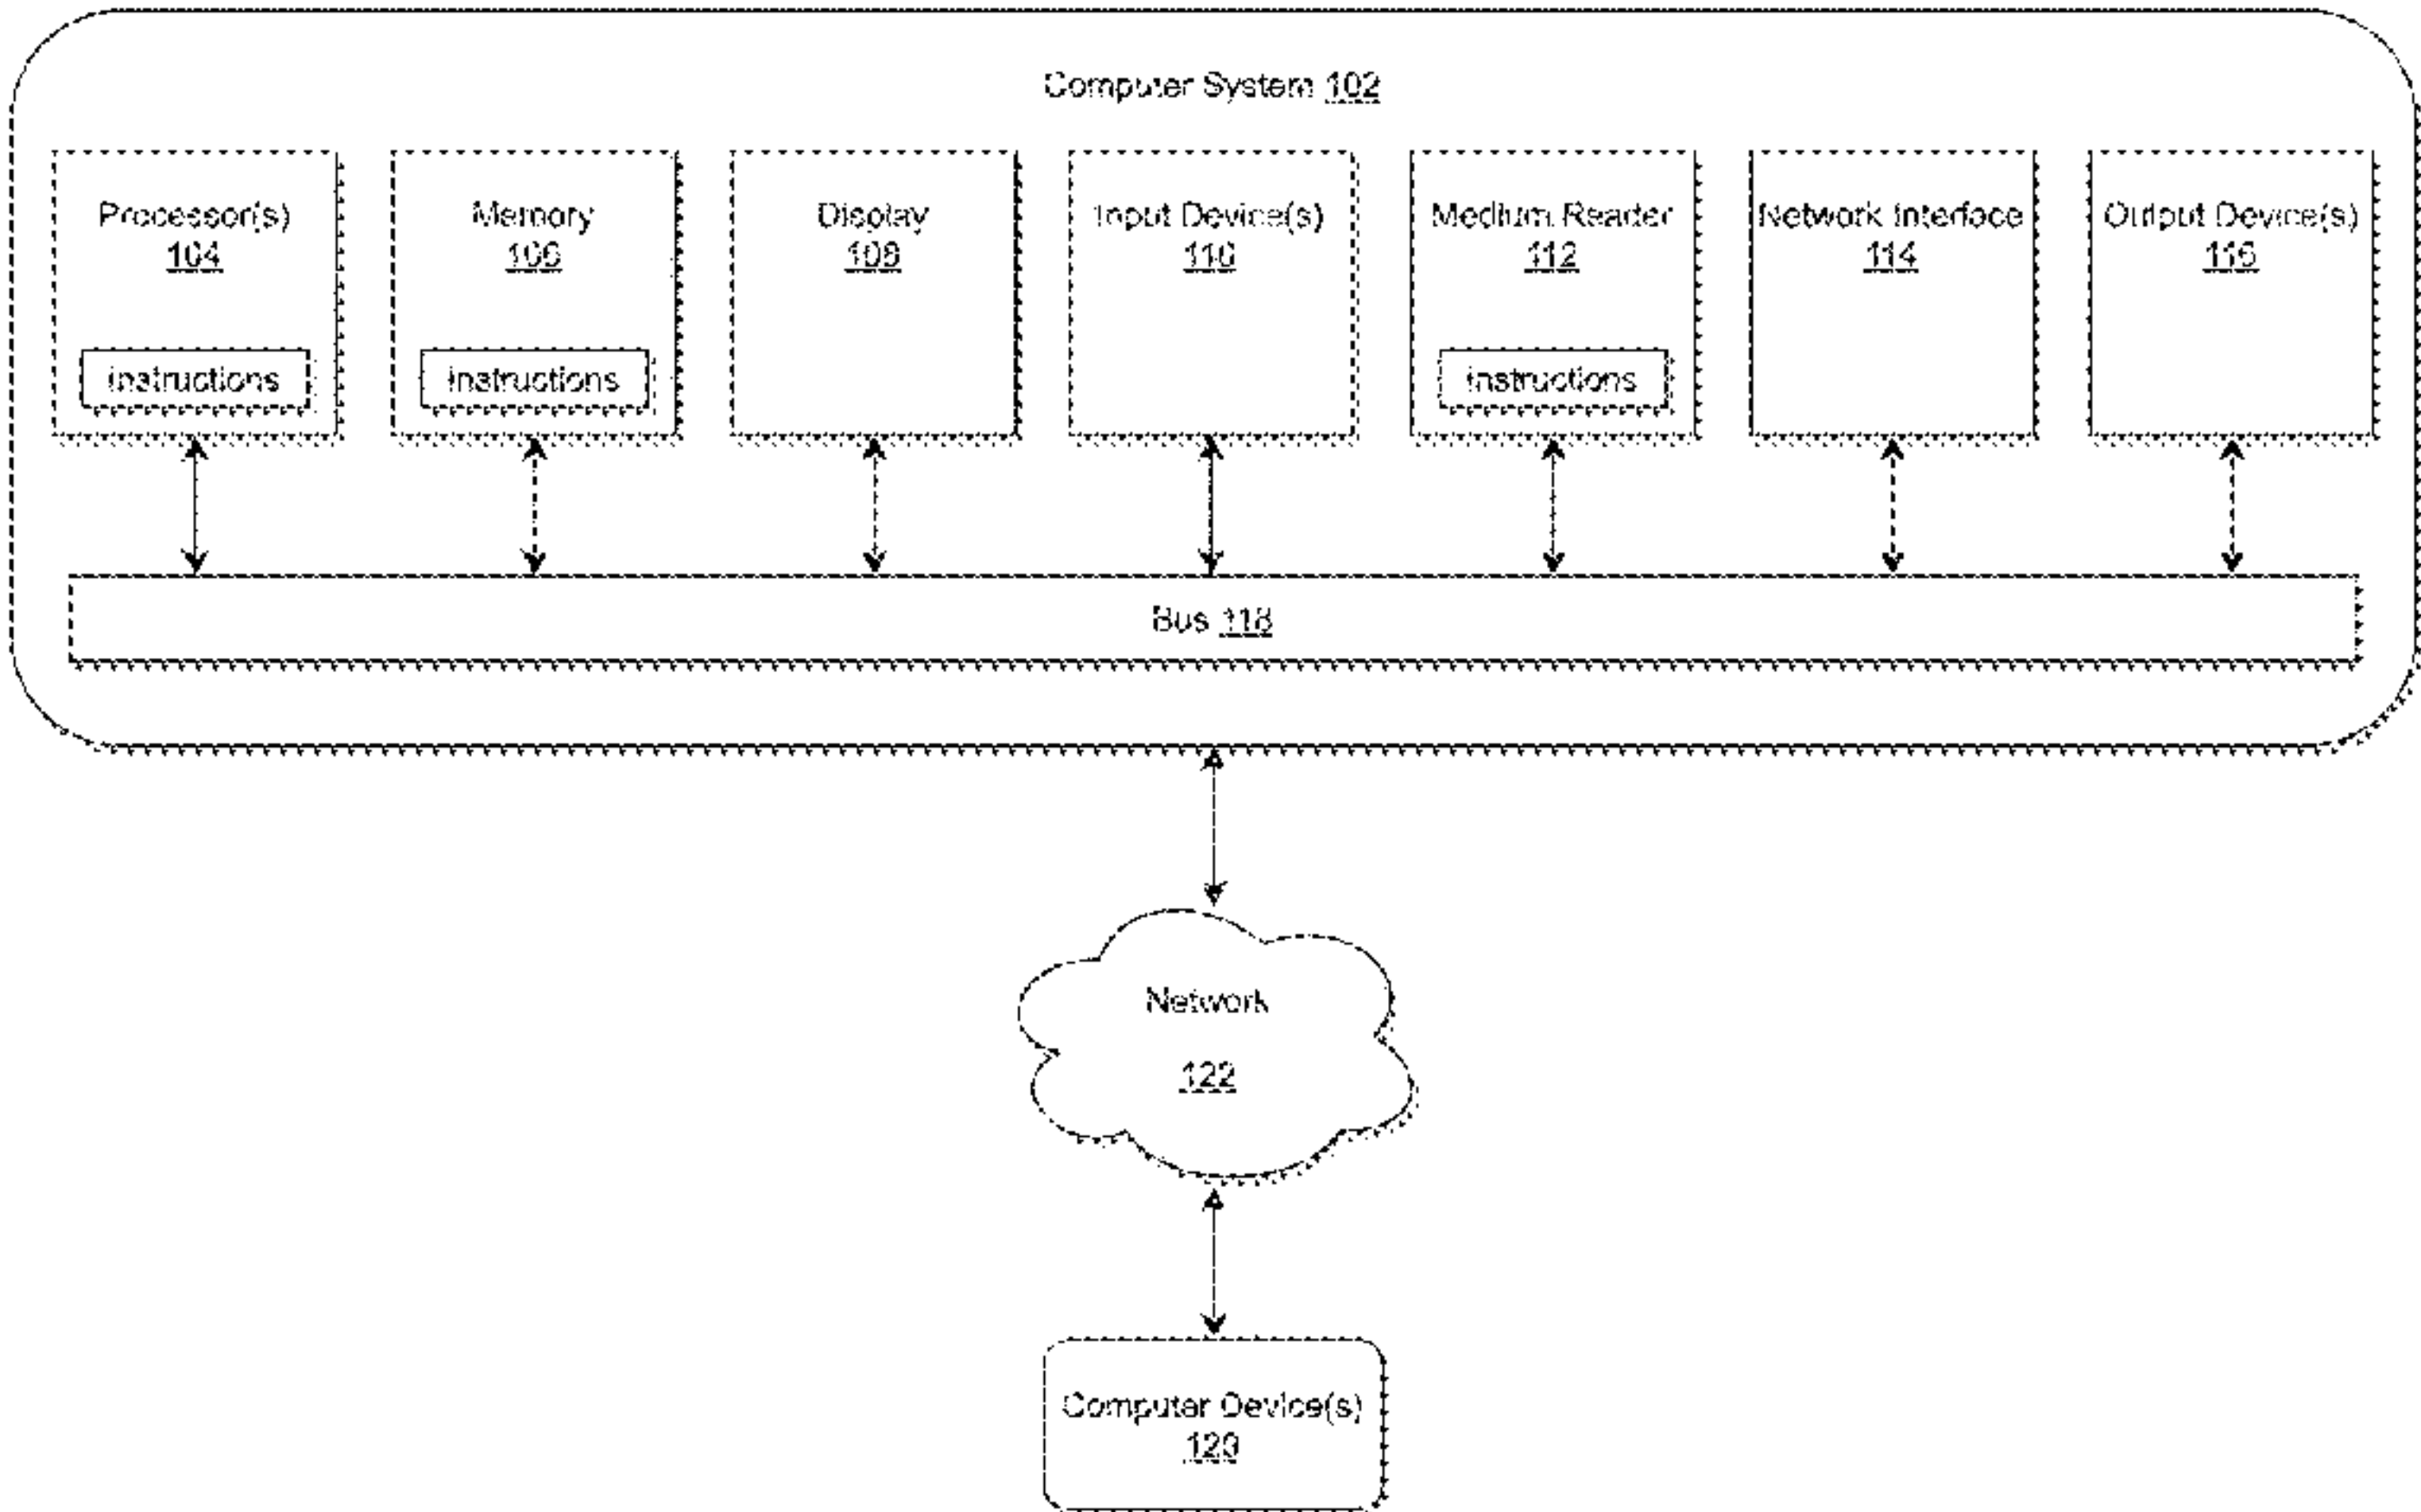 Computer System 102
Processor(s)
104
Instructions
Memory
106
Instructions
Display
108
Input Device(s)
110
Medium Reader
112
Instructions
Network Interface
114
Output Device(s)
116
Bus 118
Network
122
Computer Device(s)
120